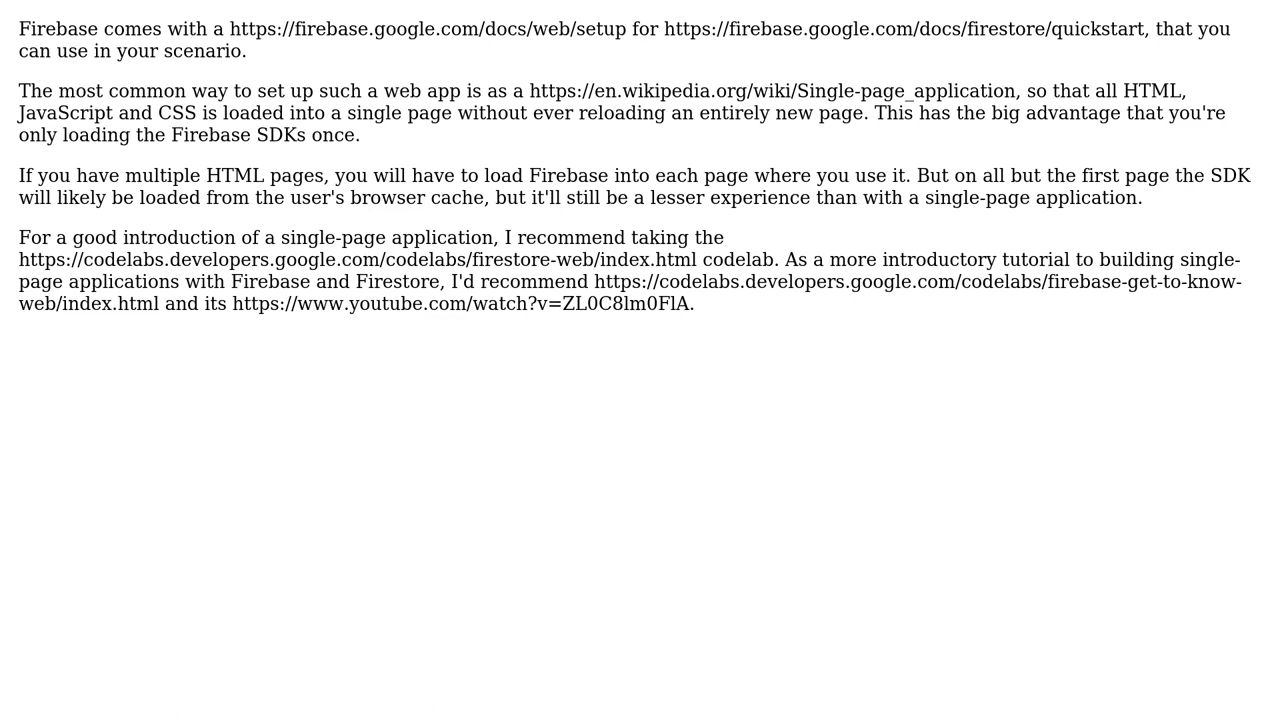 Firebase comes with a https://firebase.google.com/docs/web/setup for https://firebase.google.com/docs/firestore/quickstart, that you
can use in your scenario.
The most common way to set up such a web app is as a https://en.wikipedia.org/wiki/Single-page_application, so that all HTML,
JavaScript and CSS is loaded into a single page without ever reloading an entirely new page. This has the big advantage that you're
only loading the Firebase SDKs once.
If you have multiple HTML pages, you will have to load Firebase into each page where you use it. But on all but the first page the SDK
will likely be loaded from the user's browser cache, but it'll still be a lesser experience than with a single-page application.
For a good introduction of a single-page application, I recommend taking the
https://codelabs.developers.google.com/codelabs/firestore-web/index.html codelab. As a more introductory tutorial to building single-
page applications with Firebase and Firestore, I'd recommend https://codelabs.developers.google.com/codelabs/firebase-get-to-know-
web/index.html and its https://www.youtube.com/watch?v=ZL0C8lm0FlA.